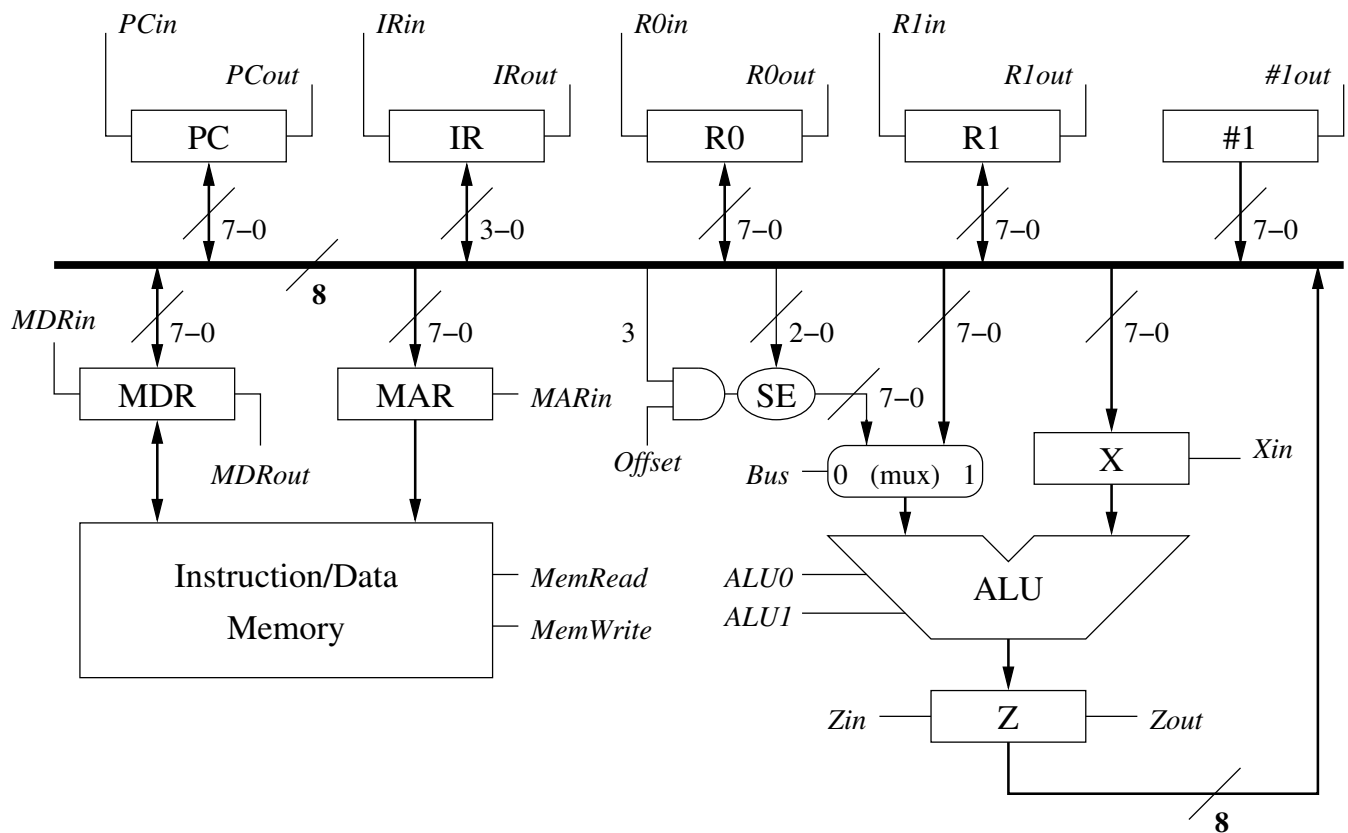 PCin IRin R0in R1in
PCout IRout R0out R1out #1out
PC IR R0 R1 #1
7–0 3–0 7–0 7–0 7–0
8
MDRin 7–0 7–0 3 2–0 7–0 7–0
MDR MAR MARin SE 7–0
MDRout Offset Bus 0 (mux) 1 X Xin
Instruction/Data MemRead ALU0 ALU
Memory MemWrite ALU1
Zin Z Zout
8